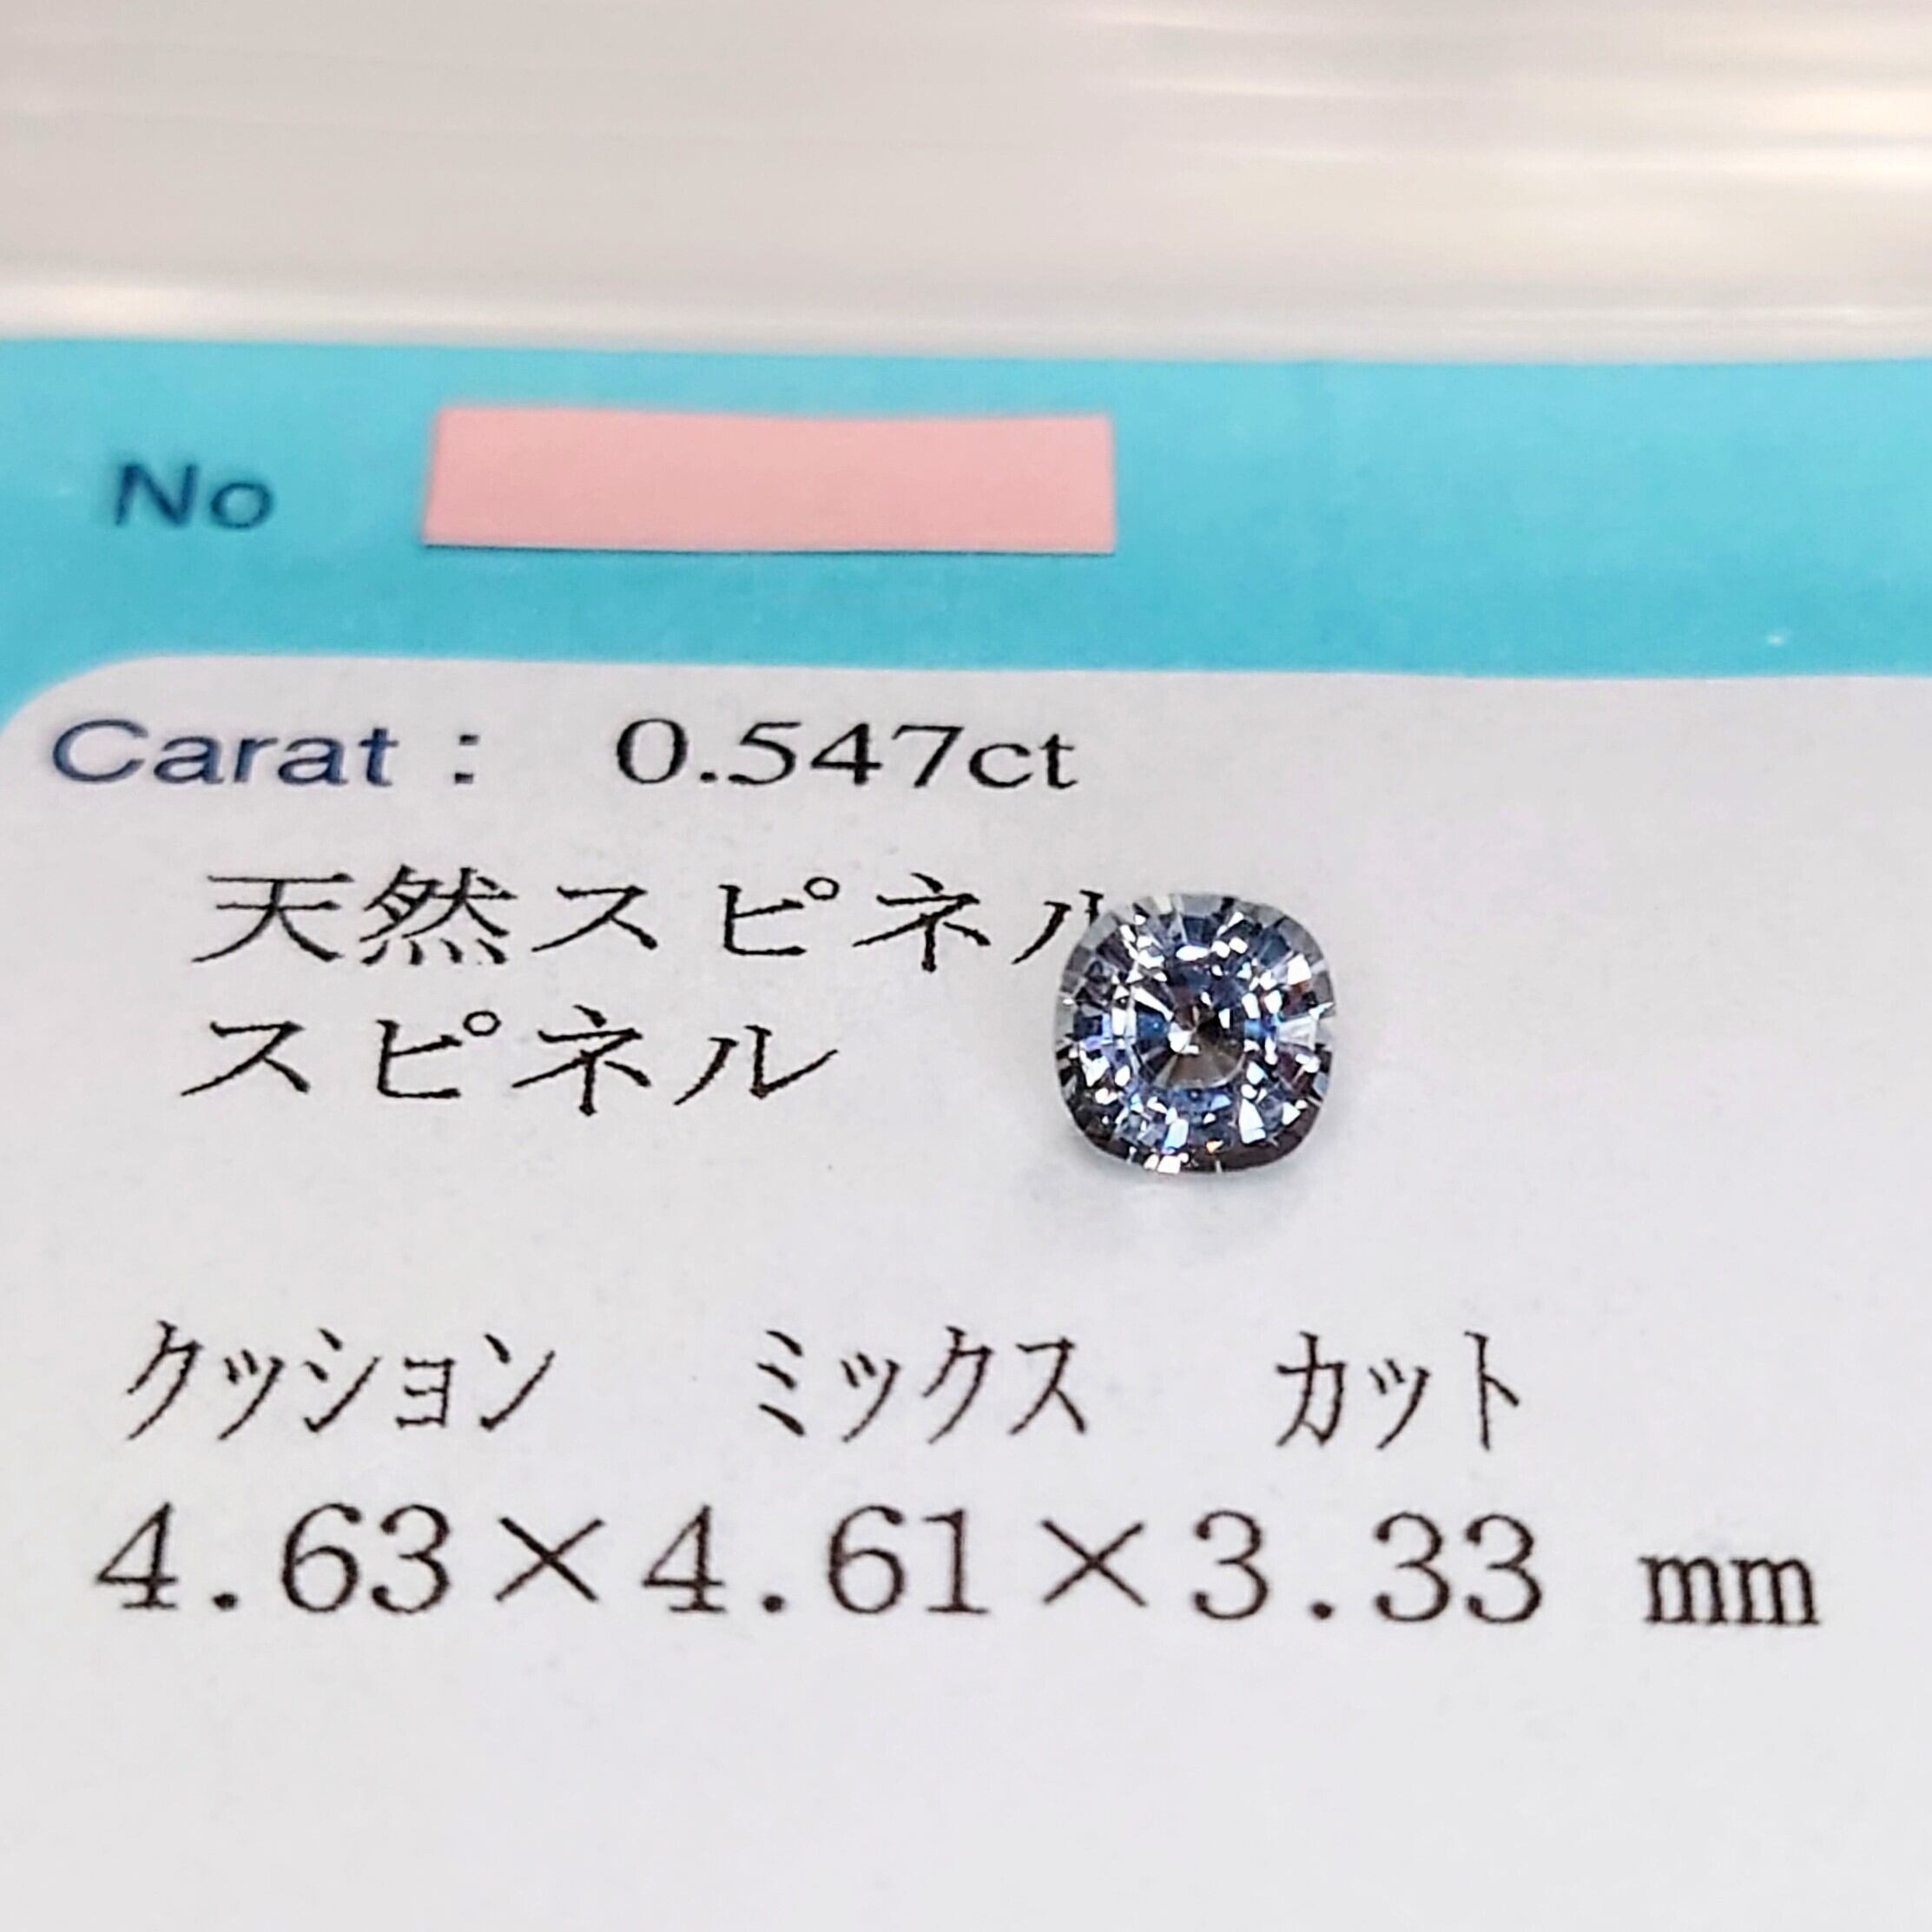 No
Carat : 0.547ct
天然スピネル
スピネル
クッション ミックス カット
4.63×4.61×3.33 mm